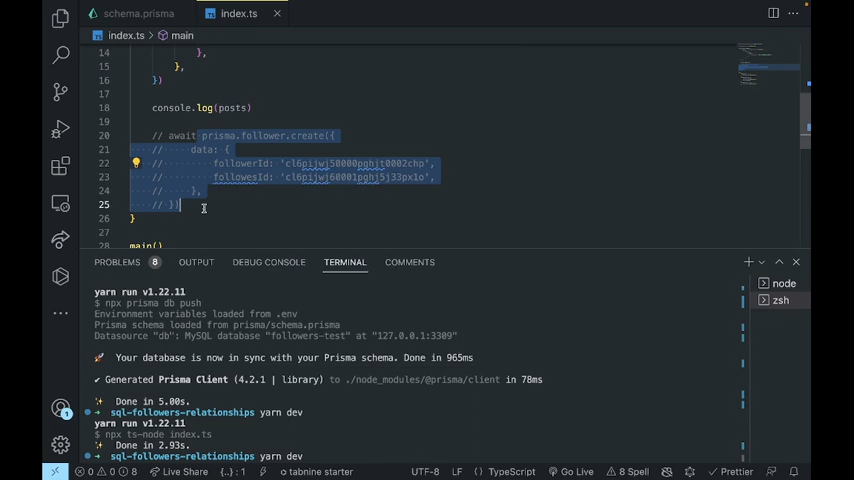 schema.prisma
index.ts
index.ts > main
14 },
15 },
16 })
17
18 console.log(posts)
19
20 // await prisma.follower.create({
21 // data: {
22 // followerId: 'cl6pijwj50000pghjt0002chp',
23 // followesId: 'cl6pijwj60001pghj5j33px1o',
24 // },
25 // })
26 }
27
28 main()
PROBLEMS 8 OUTPUT DEBUG CONSOLE TERMINAL COMMENTS
node
zsh
yarn run v1.22.11
$ npx prisma db push
Environment variables loaded from .env
Prisma schema loaded from prisma/schema.prisma
Datasource "db": MySQL database "followers-test" at "127.0.0.1:3309"
🚀 Your database is now in sync with your Prisma schema. Done in 965ms
✔ Generated Prisma Client (4.2.1 | library) to ./node_modules/@prisma/client in 78ms
✨ Done in 5.00s.
➜ sql-followers-relationships yarn dev
yarn run v1.22.11
$ npx ts-node index.ts
✨ Done in 2.93s.
➜ sql-followers-relationships yarn dev
1
0 0 8 Live Share {..} : 1 tabnine starter UTF-8 LF {} TypeScript Go Live 8 Spell Prettier